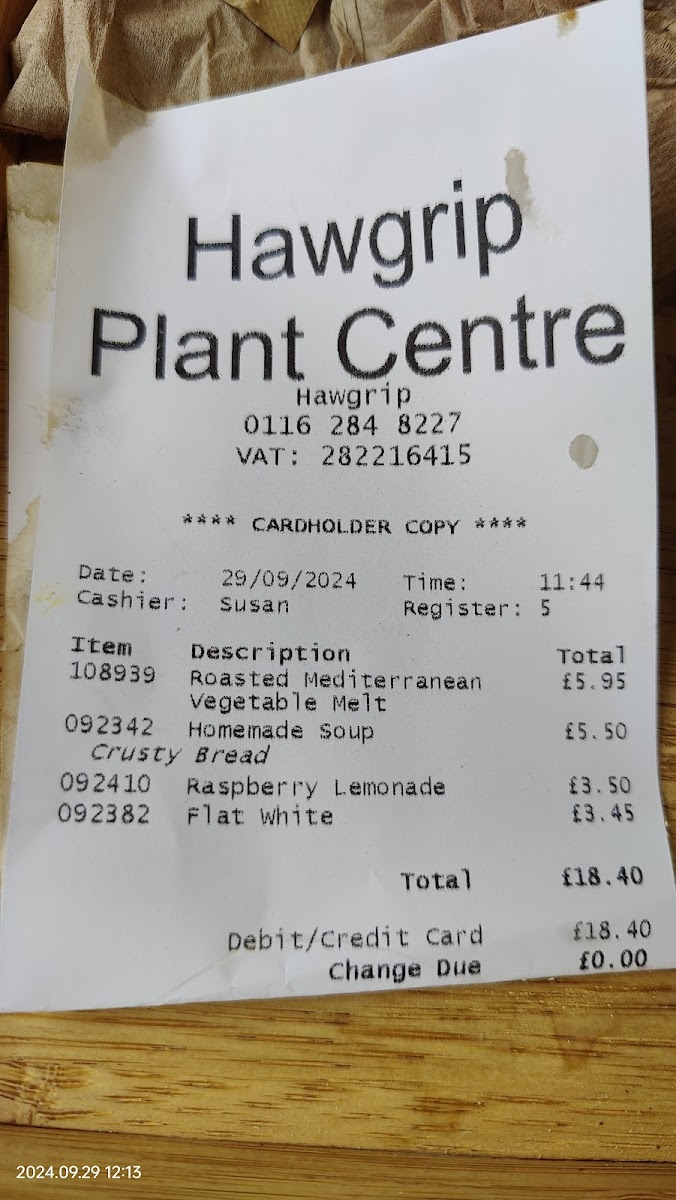 Hawgrip
Plant Centre
Hawgrip
0116 284 8227
VAT: 282216415
**** CARDHOLDER COPY ****
Date: 29/09/2024 Time: 11:44
Cashier: Susan Register: 5
Item Description Total
108939 Roasted Mediterranean £5.95
Vegetable Melt
092342 Homemade Soup £5.50
Crusty Bread
092410 Raspberry Lemonade £3.50
092382 Flat White £3.45
Total £18.40
Debit/Credit Card £18.40
Change Due £0.00
2024.09.29 12:13